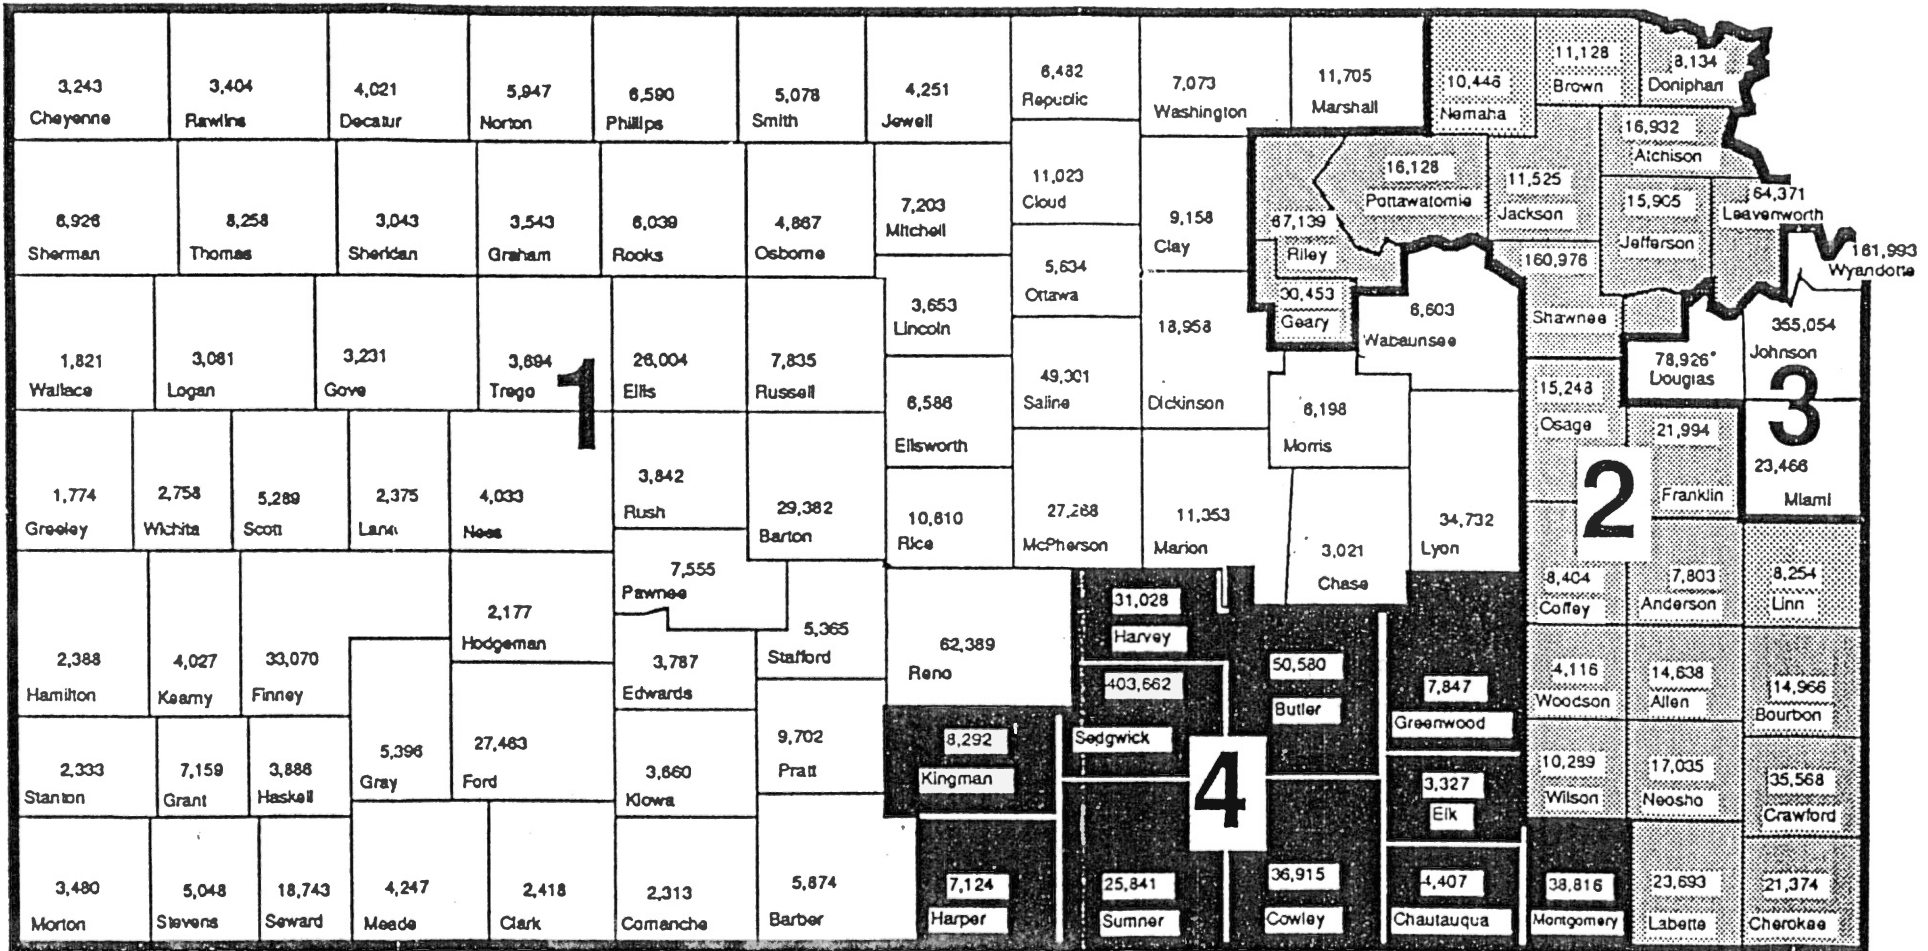 3,243
Cheyenne
3,404
Rawlins
4,021
Decatur
5,947
Norton
6,590
Phillips
5,078
Smith
4,251
Jewell
6,482
Republic
7,073
Washington
11,705
Marshall
10,446
Nemaha
11,128
Brown
8,134
Doniphan
16,932
Atchison
6,926
Sherman
8,258
Thomas
3,043
Sheridan
3,543
Graham
6,039
Rooks
4,867
Osborne
7,203
Mitchell
11,023
Cloud
9,158
Clay
67,139
Riley
16,128
Pottawatomie
11,525
Jackson
15,905
Jefferson
64,371
Leavenworth
161,993
Wyandotte
5,634
Ottawa
3,653
Lincoln
30,453
Geary
6,603
Wabaunsee
160,976
Shawnee
1,821
Wallace
3,081
Logan
3,231
Gove
3,694
Trego
1
26,004
Ellis
7,835
Russell
6,586
Ellsworth
49,301
Saline
18,958
Dickinson
6,198
Morris
15,248
Osage
78,926*
Douglas
355,054
Johnson
3
21,994
Franklin
2
23,466
Miami
1,774
Greeley
2,758
Wichita
5,289
Scott
2,375
Lane
4,033
Ness
3,842
Rush
29,382
Barton
10,610
Rice
27,268
McPherson
11,353
Marion
3,021
Chase
34,732
Lyon
8,404
Coffey
7,803
Anderson
8,254
Linn
2,388
Hamilton
4,027
Kearny
33,070
Finney
2,177
Hodgeman
7,555
Pawnee
3,787
Edwards
5,365
Stafford
62,389
Reno
31,028
Harvey
403,662
Sedgwick
50,580
Butler
7,847
Greenwood
4,116
Woodson
14,638
Allen
14,966
Bourbon
2,333
Stanton
7,159
Grant
3,886
Haskell
5,396
Gray
27,463
Ford
3,660
Kiowa
9,702
Pratt
8,292
Kingman
4
3,327
Elk
10,289
Wilson
17,035
Neosho
35,568
Crawford
3,480
Morton
5,048
Stevens
18,743
Seward
4,247
Meade
2,418
Clark
2,313
Comanche
5,874
Barber
7,124
Harper
25,841
Sumner
36,915
Cowley
4,407
Chautauqua
38,816
Montgomery
23,693
Labette
21,374
Cherokee